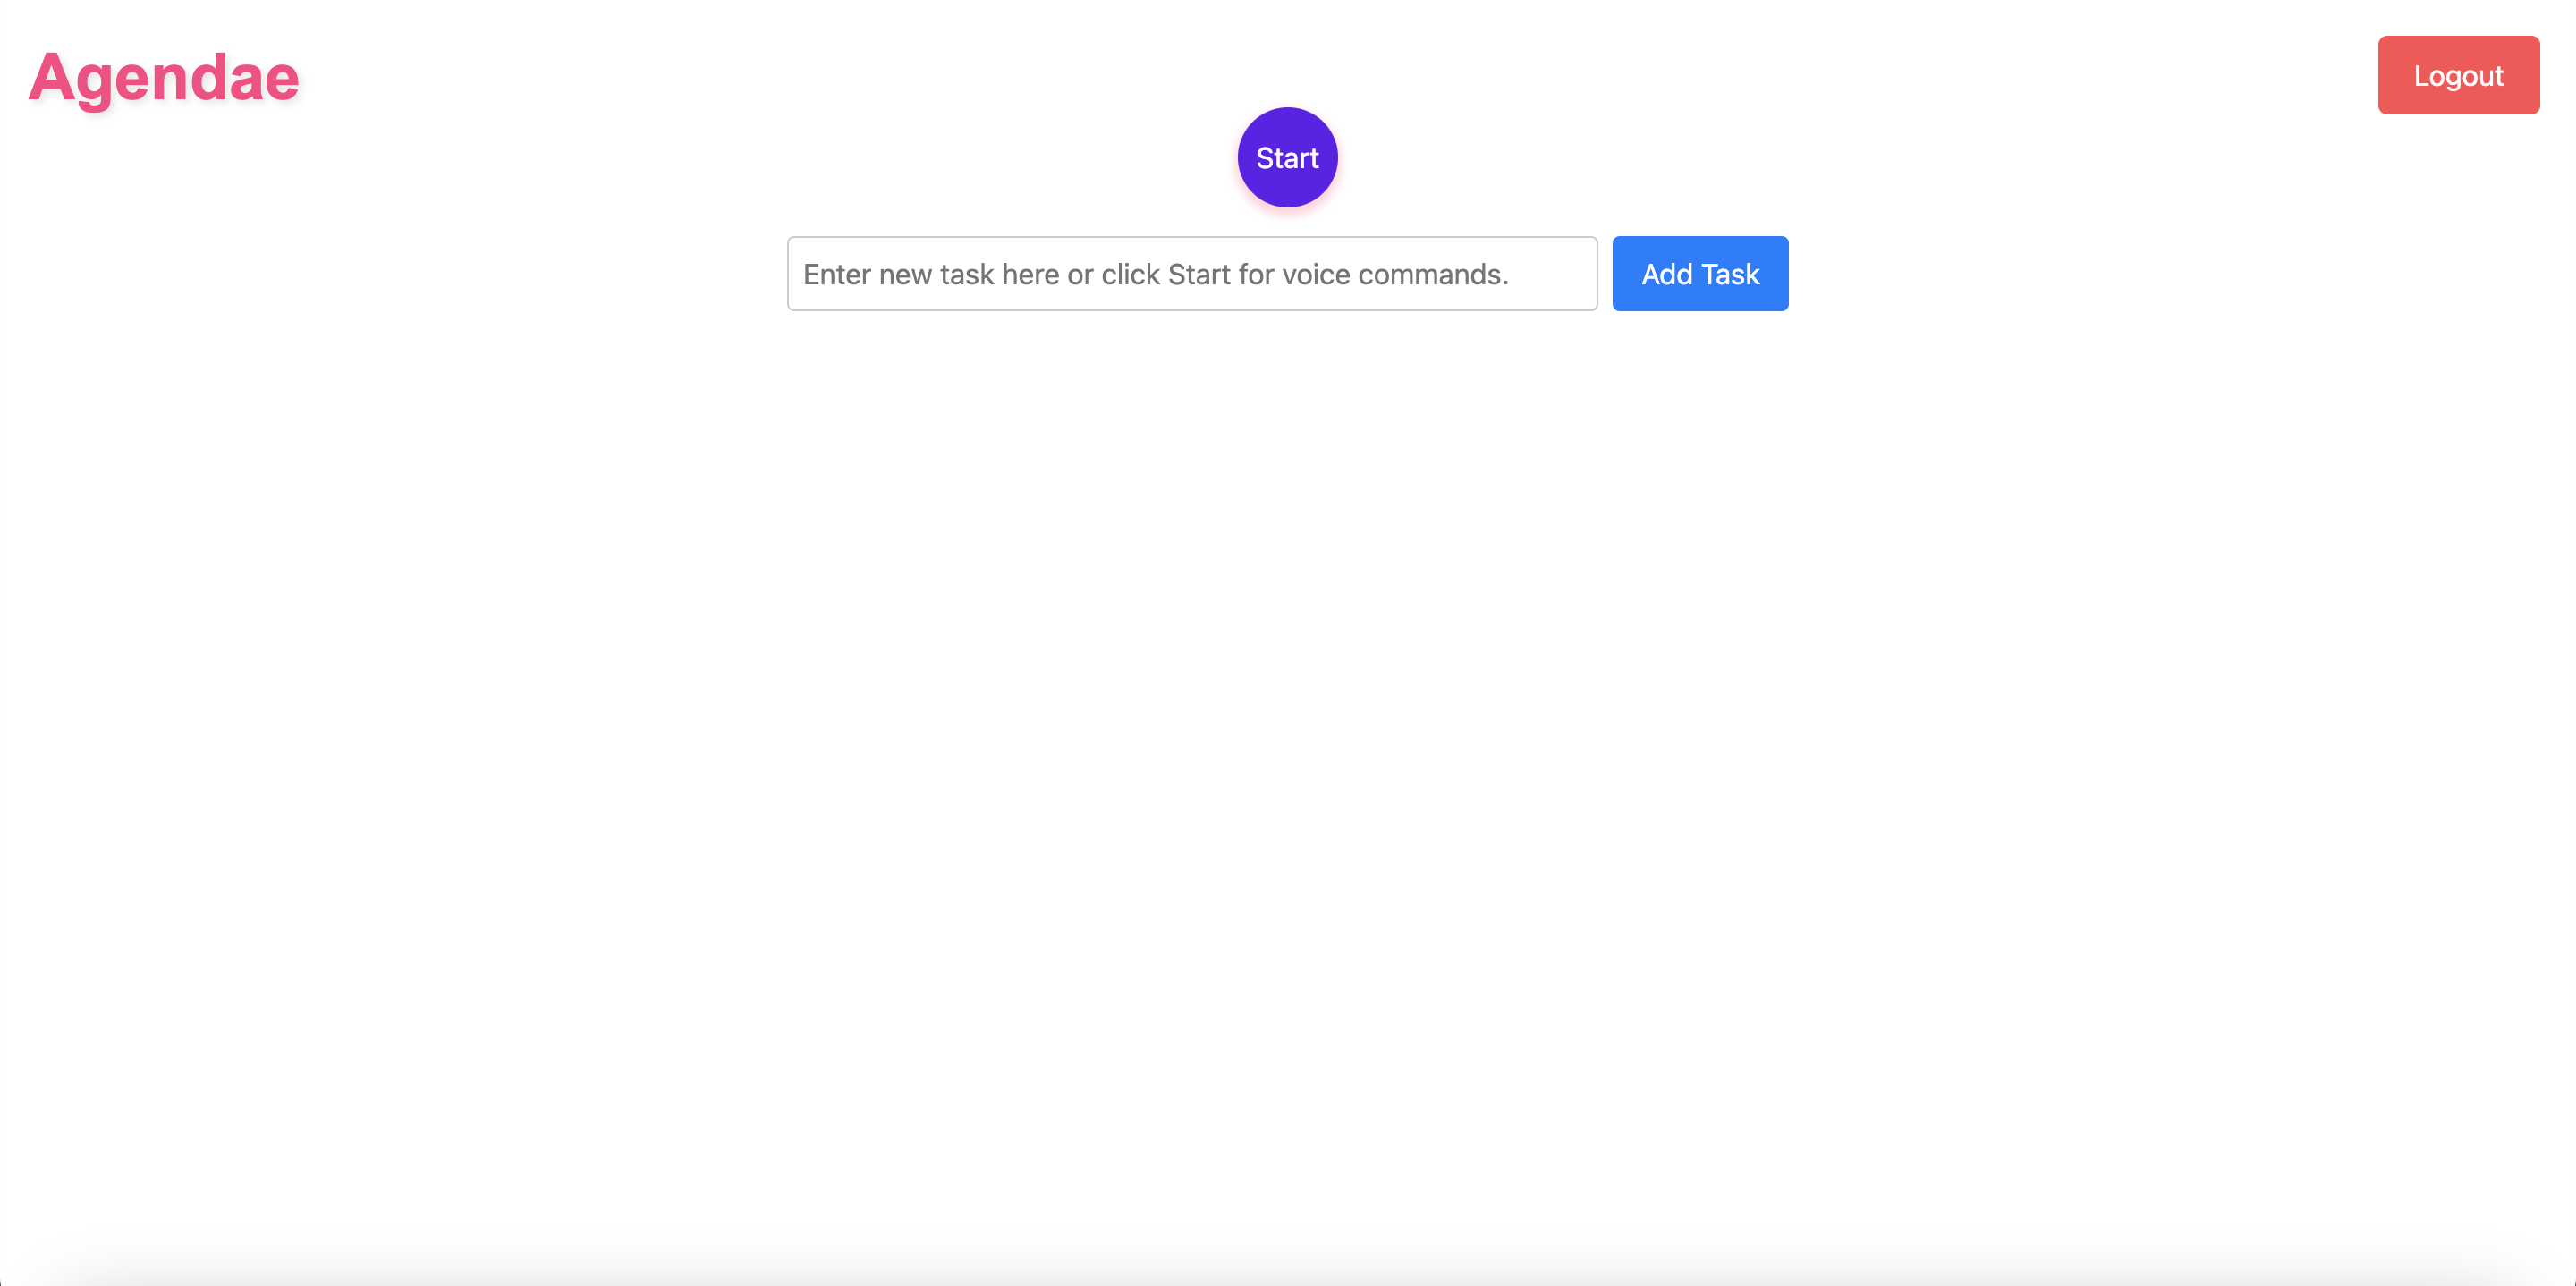 Agendae
Logout
Start
Enter new task here or click Start for voice commands.
Add Task